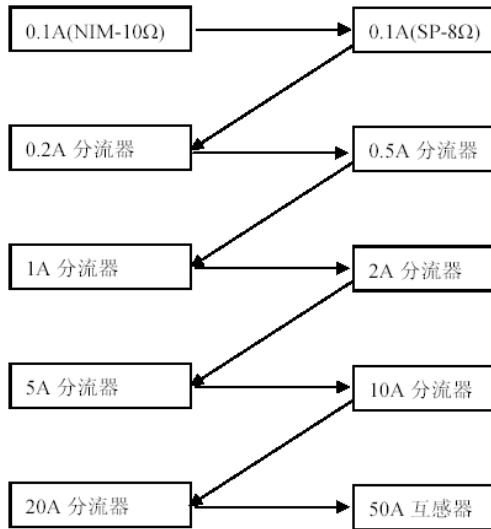 0.1A(NIM-10Ω)
0.1A(SP-8Ω)
0.2A 分流器
0.5A 分流器
1A 分流器
2A 分流器
5A 分流器
10A 分流器
20A 分流器
50A 互感器